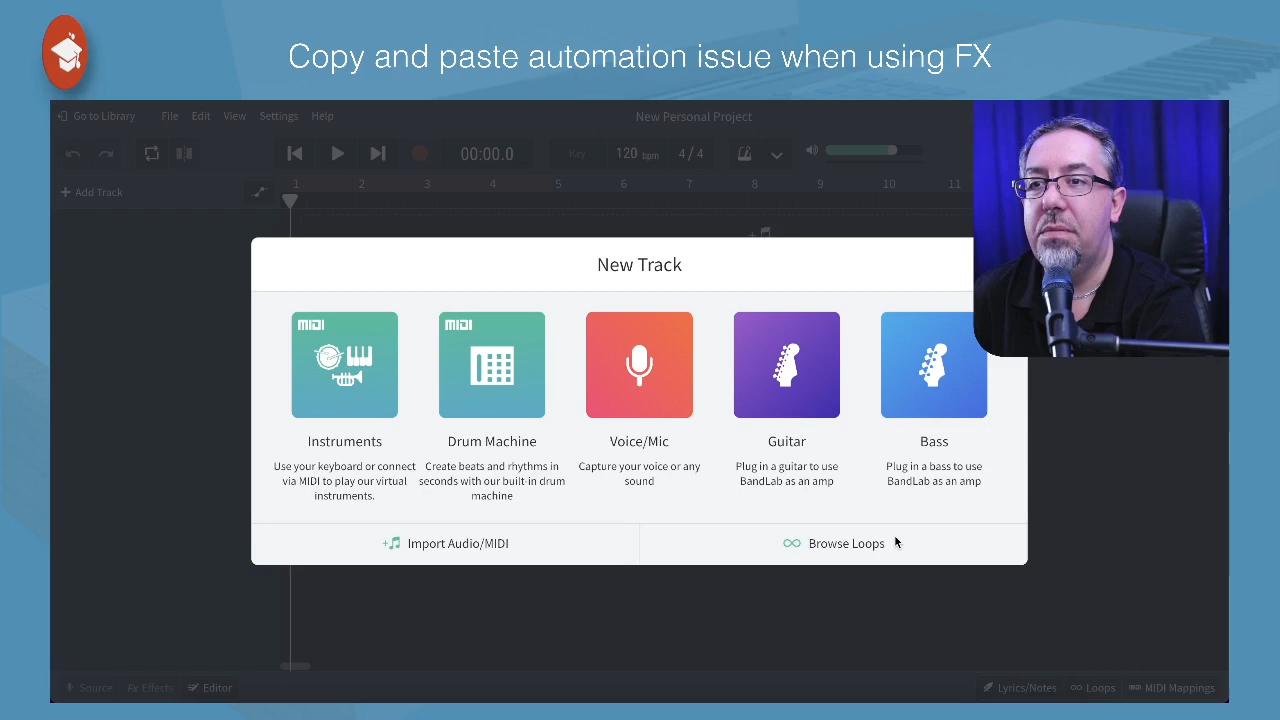 Copy and paste automation issue when using FX
Go to Library File Edit View Settings Help
New Personal Project
00:00.0
Key
120 bpm
4 / 4
+ Add Track
1 2 3 4 5 6 7 8 9 10 11
New Track
MIDI
MIDI
Instruments
Use your keyboard or connect
via MIDI to play our virtual
instruments.
Drum Machine
Create beats and rhythms in
seconds with our built-in drum
machine
Voice/Mic
Capture your voice or any
sound
Guitar
Plug in a guitar to use
BandLab as an amp
Bass
Plug in a bass to use
BandLab as an amp
Import Audio/MIDI
Browse Loops
Source Fx Effects Editor
Lyrics/Notes Loops MIDI MIDI Mappings